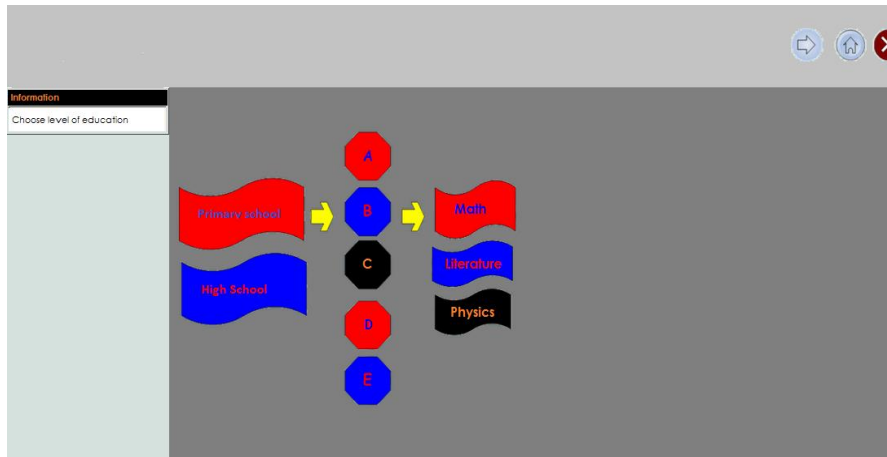 Information
Choose level of education
Primary school
High School
A
B
C
D
E
Math
Literature
Physics